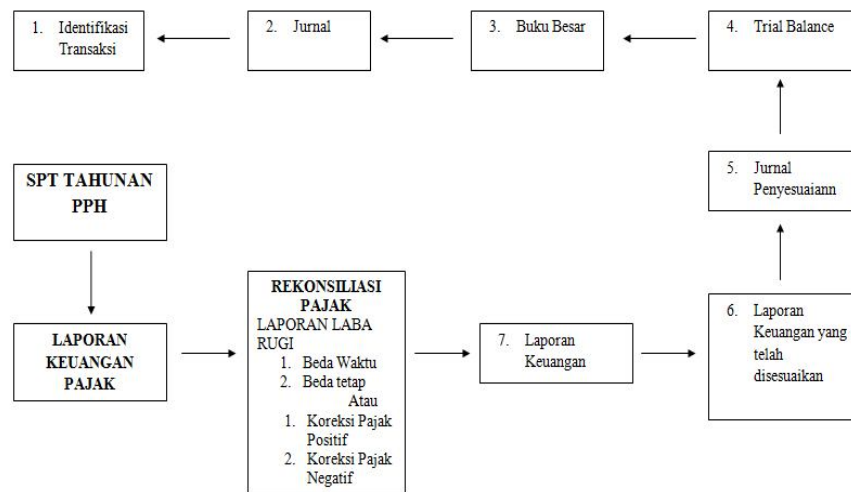 1. Identifikasi
Transaksi
2. Jurnal
3. Buku Besar
4. Trial Balance
5. Jurnal
Penyesuaiann
SPT TAHUNAN
PPH
LAPORAN
KEUANGAN
PAJAK
REKONSILIASI
PAJAK
LAPORAN LABA
RUGI
1. Beda Waktu
2. Beda tetap
Atau
1. Koreksi Pajak
Positif
2. Koreksi Pajak
Negatif
7. Laporan
Keuangan
6. Laporan
Keuangan yang
telah
disesuaikan